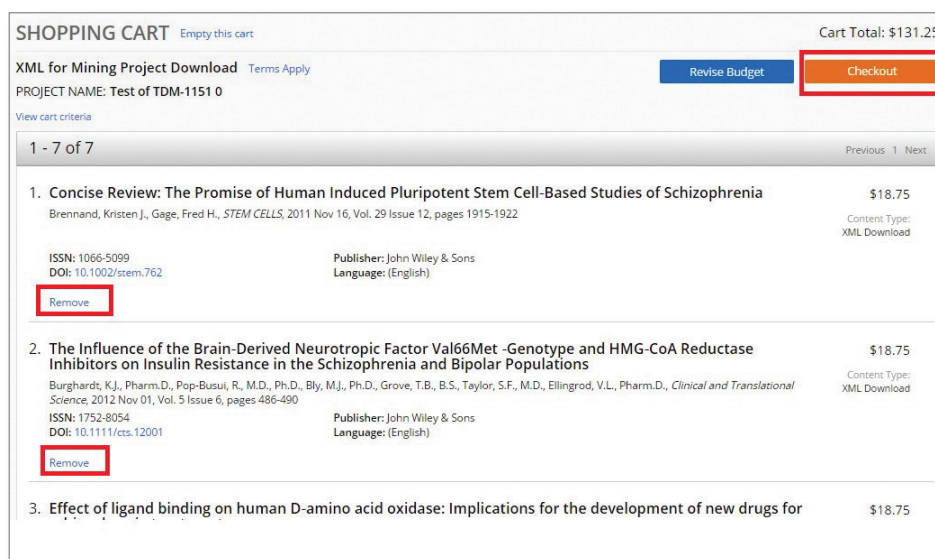 SHOPPING CART Empty this cart Cart Total: $131.25
XML for Mining Project Download Terms Apply Revise Budget Checkout
PROJECT NAME: Test of TDM-1151 0
View cart criteria
1 - 7 of 7 Previous 1 Next
1. Concise Review: The Promise of Human Induced Pluripotent Stem Cell-Based Studies of Schizophrenia $18.75
Brennand, Kristen J., Gage, Fred H., STEM CELLS, 2011 Nov 16, Vol. 29 Issue 12, pages 1915-1922 Content Type:
XML Download
ISSN: 1066-5099 Publisher: John Wiley & Sons
DOI: 10.1002/stem.762 Language: (English)
Remove
2. The Influence of the Brain-Derived Neurotropic Factor Val66Met -Genotype and HMG-CoA Reductase $18.75
Inhibitors on Insulin Resistance in the Schizophrenia and Bipolar Populations
Burghardt, K.J., Pharm.D., Pop-Busui, R., M.D., Ph.D., Bly, M.J., Ph.D., Grove, T.B., B.S., Taylor, S.F., M.D., Ellingrod, V.L., Pharm.D., Clinical and Translational Content Type:
Science, 2012 Nov 01, Vol. 5 Issue 6, pages 486-490 XML Download
ISSN: 1752-8054 Publisher: John Wiley & Sons
DOI: 10.1111/cts.12001 Language: (English)
Remove
3. Effect of ligand binding on human D-amino acid oxidase: Implications for the development of new drugs for $18.75